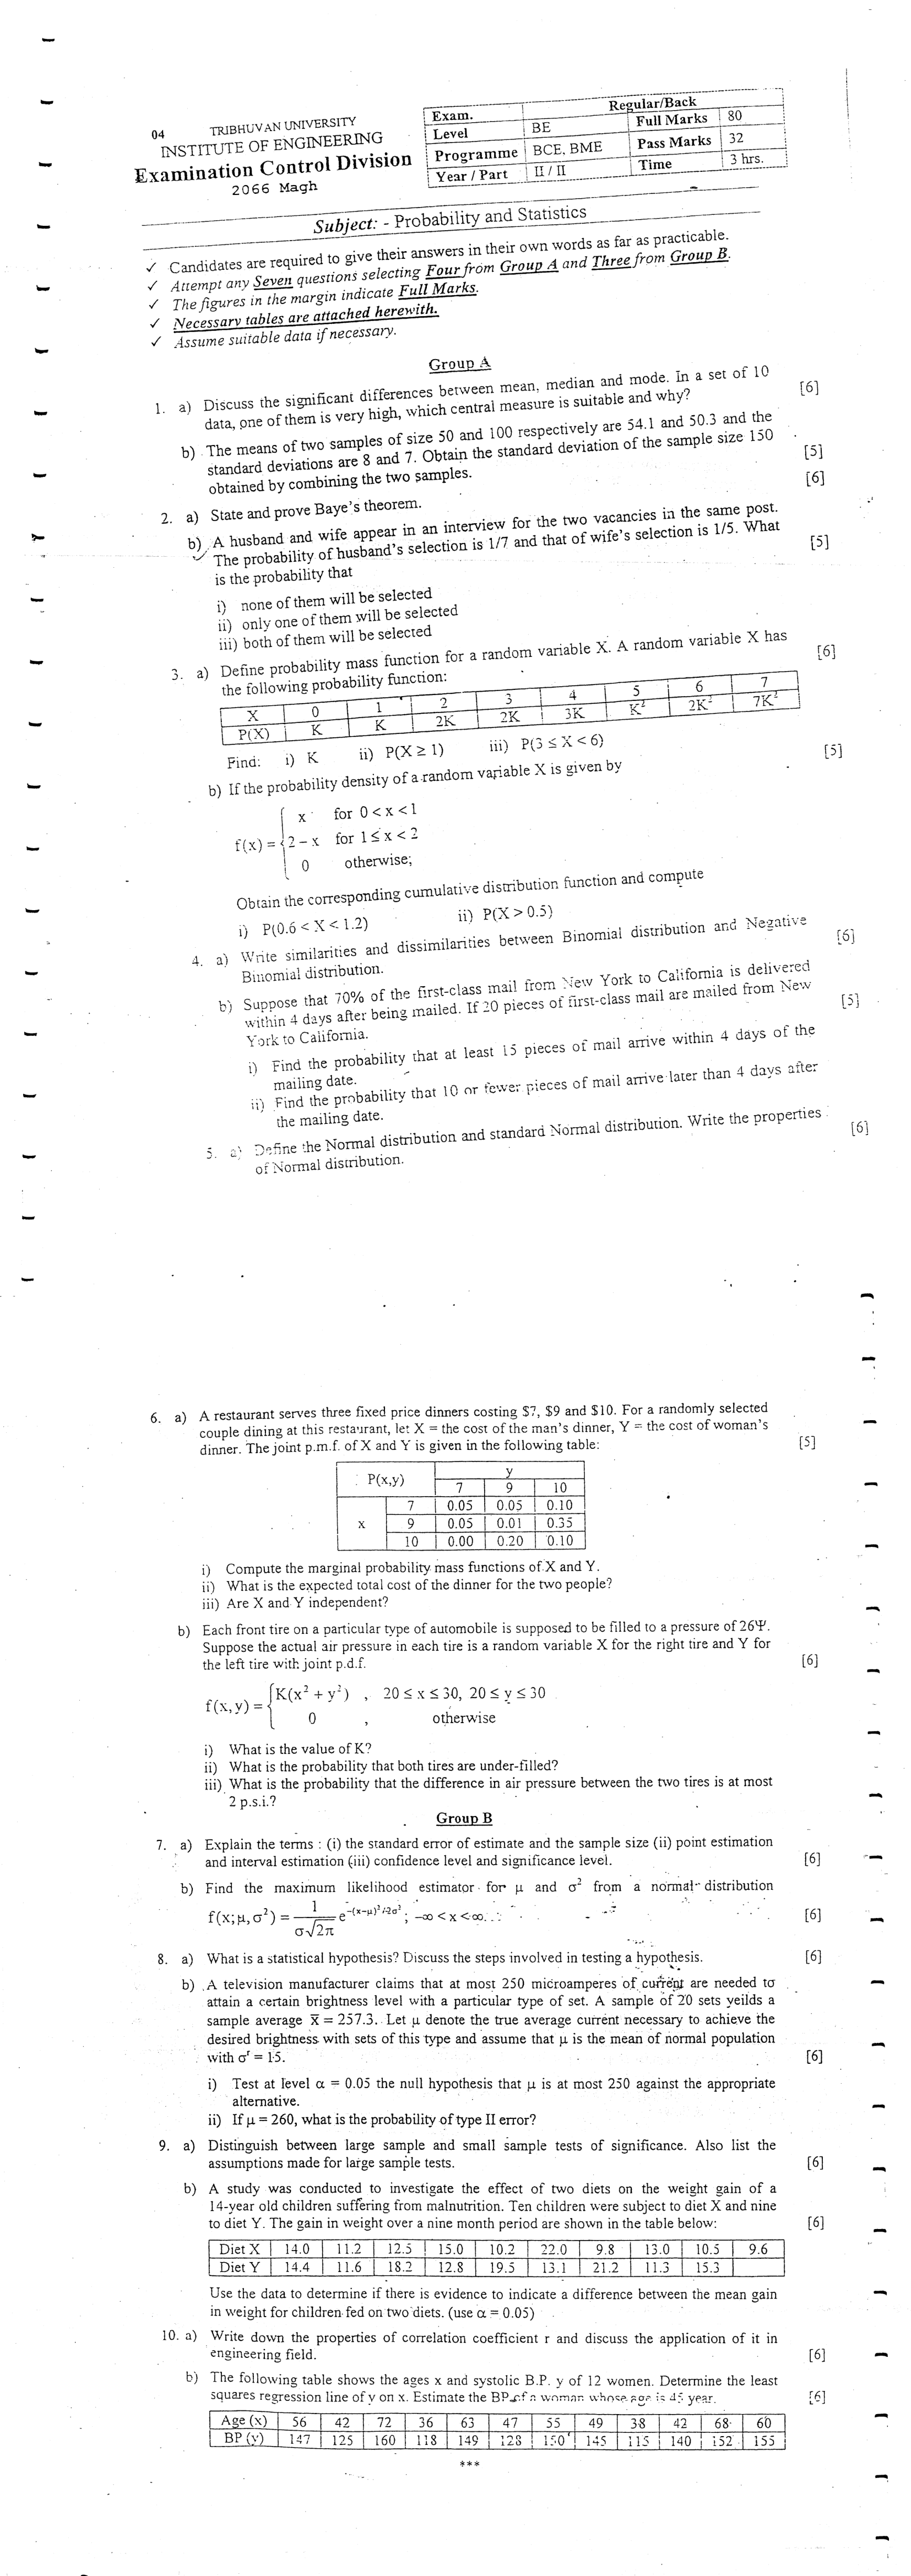 04 TRIBHUVAN UNIVERSITY
INSTITUTE OF ENGINEERING
Examination Control Division
2066 Magh
Exam. Regular/Back
Level BE Full Marks 80
Programme BCE, BME Pass Marks 32
Year / Part II / II Time 3 hrs.
Subject: - Probability and Statistics
✓ Candidates are required to give their answers in their own words as far as practicable.
✓ Attempt any Seven questions selecting Four from Group A and Three from Group B.
✓ The figures in the margin indicate Full Marks.
✓ Necessary tables are attached herewith.
✓ Assume suitable data if necessary.
Group A
1. a) Discuss the significant differences between mean, median and mode. In a set of 10 [6]
data, one of them is very high, which central measure is suitable and why?
b) The means of two samples of size 50 and 100 respectively are 54.1 and 50.3 and the
standard deviations are 8 and 7. Obtain the standard deviation of the sample size 150 [5]
obtained by combining the two samples.
2. a) State and prove Baye's theorem. [6]
b) A husband and wife appear in an interview for the two vacancies in the same post.
The probability of husband's selection is 1/7 and that of wife's selection is 1/5. What
is the probability that [5]
i) none of them will be selected
ii) only one of them will be selected
iii) both of them will be selected
3. a) Define probability mass function for a random variable X. A random variable X has [6]
the following probability function:
X 0 1 2 3 4 5 6 7
P(X) K K 2K 2K 3K K² 2K² 7K²
Find: i) K ii) P(X ≥ 1) iii) P(3 ≤ X < 6)
b) If the probability density of a random variable X is given by [5]
x for 0 < x < 1
f(x) = { 2 − x for 1 ≤ x < 2
0 otherwise;
Obtain the corresponding cumulative distribution function and compute
i) P(0.6 < X < 1.2) ii) P(X > 0.5)
4. a) Write similarities and dissimilarities between Binomial distribution and Negative [6]
Binomial distribution.
b) Suppose that 70% of the first-class mail from New York to California is delivered
within 4 days after being mailed. If 20 pieces of first-class mail are mailed from New [5]
York to California.
i) Find the probability that at least 15 pieces of mail arrive within 4 days of the
mailing date.
ii) Find the probability that 10 or fewer pieces of mail arrive later than 4 days after
the mailing date.
5. a) Define the Normal distribution and standard Normal distribution. Write the properties [6]
of Normal distribution.
6. a) A restaurant serves three fixed price dinners costing $7, $9 and $10. For a randomly selected
couple dining at this restaurant, let X = the cost of the man's dinner, Y = the cost of woman's
dinner. The joint p.m.f. of X and Y is given in the following table: [5]
P(x,y) y
7 9 10
7 0.05 0.05 0.10
x 9 0.05 0.01 0.35
10 0.00 0.20 0.10
i) Compute the marginal probability mass functions of X and Y.
ii) What is the expected total cost of the dinner for the two people?
iii) Are X and Y independent?
b) Each front tire on a particular type of automobile is supposed to be filled to a pressure of 26Ψ.
Suppose the actual air pressure in each tire is a random variable X for the right tire and Y for
the left tire with joint p.d.f. [6]
f(x,y) = { K(x² + y²) , 20 ≤ x ≤ 30, 20 ≤ y ≤ 30
0 , otherwise
i) What is the value of K?
ii) What is the probability that both tires are under-filled?
iii) What is the probability that the difference in air pressure between the two tires is at most
2 p.s.i.?
Group B
7. a) Explain the terms : (i) the standard error of estimate and the sample size (ii) point estimation
and interval estimation (iii) confidence level and significance level. [6]
b) Find the maximum likelihood estimator for μ and σ² from a normal distribution
f(x;μ,σ²) = 1/(σ√2π) e^(−(x−μ)²/2σ²); −∞ < x < ∞. [6]
8. a) What is a statistical hypothesis? Discuss the steps involved in testing a hypothesis. [6]
b) A television manufacturer claims that at most 250 microamperes of current are needed to
attain a certain brightness level with a particular type of set. A sample of 20 sets yeilds a
sample average x̄ = 257.3. Let μ denote the true average current necessary to achieve the
desired brightness with sets of this type and assume that μ is the mean of normal population
with σ = 15. [6]
i) Test at level α = 0.05 the null hypothesis that μ is at most 250 against the appropriate
alternative.
ii) If μ = 260, what is the probability of type II error?
9. a) Distinguish between large sample and small sample tests of significance. Also list the
assumptions made for large sample tests. [6]
b) A study was conducted to investigate the effect of two diets on the weight gain of a
14-year old children suffering from malnutrition. Ten children were subject to diet X and nine
to diet Y. The gain in weight over a nine month period are shown in the table below: [6]
Diet X 14.0 11.2 12.5 15.0 10.2 22.0 9.8 13.0 10.5 9.6
Diet Y 14.4 11.6 18.2 12.8 19.5 13.1 21.2 11.3 15.3
Use the data to determine if there is evidence to indicate a difference between the mean gain
in weight for children fed on two diets. (use α = 0.05)
10. a) Write down the properties of correlation coefficient r and discuss the application of it in
engineering field. [6]
b) The following table shows the ages x and systolic B.P. y of 12 women. Determine the least
squares regression line of y on x. Estimate the BP of a woman whose age is 45 year. [6]
Age (x) 56 42 72 36 63 47 55 49 38 42 68 60
BP (y) 147 125 160 118 149 128 150 145 115 140 152 155
***